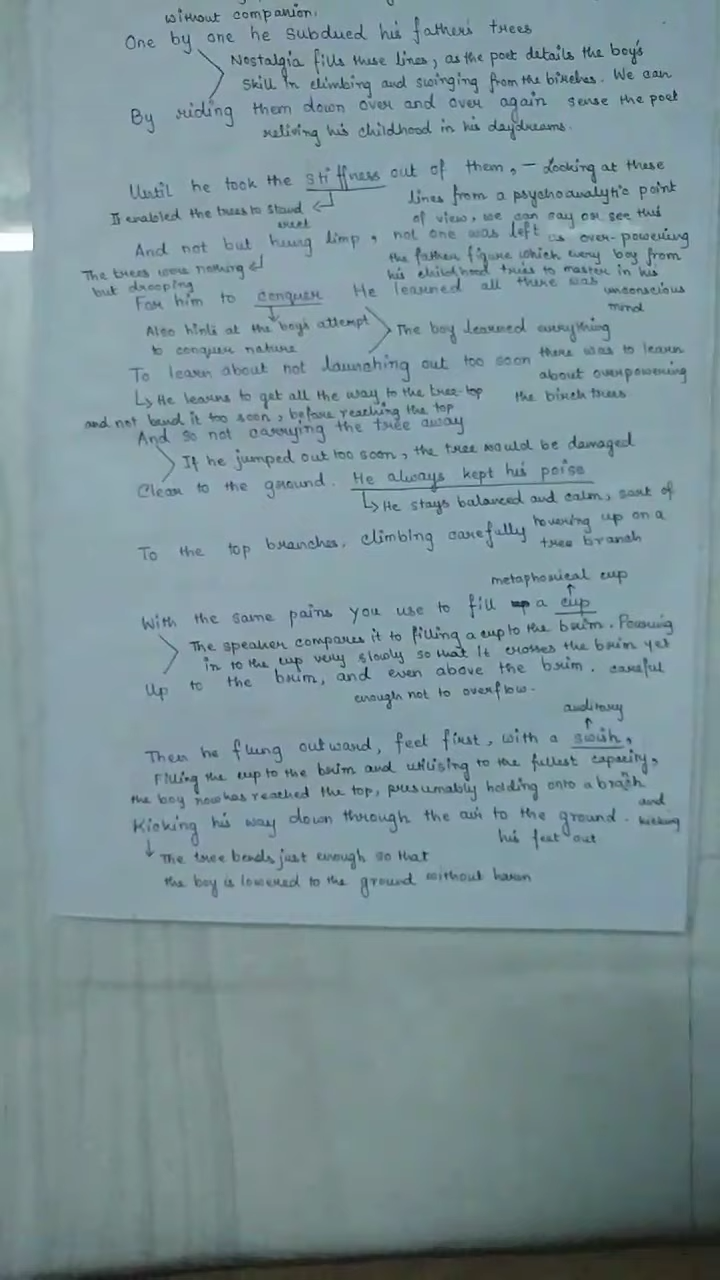 without companion.
One by one he subdued his father's trees
Nostalgia fills these lines, as the poet details the boy's
skill in climbing and swinging from the birches. We can
By riding them down over and over again sense the poet
reliving his childhood in his daydreams.
Until he took the stiffness out of them, - Looking at these
It enabled the trees to stand erect
lines from a psychoanalytic point
of view, we can say or see this
And not but hung limp, not one was left as over-powering
The trees were nothing but drooping
the father figure which every boy from
his childhood tries to master in his
unconscious mind
For him to conquer He learned all there was
Also hints at the boy's attempt
to conquer nature
The boy learned everything
there was to learn
about overpowering
the birch trees
To learn about not launching out too soon
He learns to get all the way to the tree-top
and not bend it too soon, before reaching the top
And so not carrying the tree away
If he jumped out too soon, the tree would be damaged
Clear to the ground. He always kept his poise
He stays balanced and calm, sort of
hovering up on a
tree branch
To the top branches, climbing carefully
metaphorical cup
With the same pains you use to fill a cup
The speaker compares it to filling a cup to the brim. Pouring
in to the cup very slowly so that it crosses the brim yet
Up to the brim, and even above the brim. careful
enough not to overflow.
auditory
Then he flung outward, feet first, with a swish,
Filling the cup to the brim and utilising to the fullest capacity,
the boy now has reached the top, presumably holding onto a branch
and kicking
Kicking his way down through the air to the ground.
his feet out
The tree bends just enough so that
the boy is lowered to the ground without harm